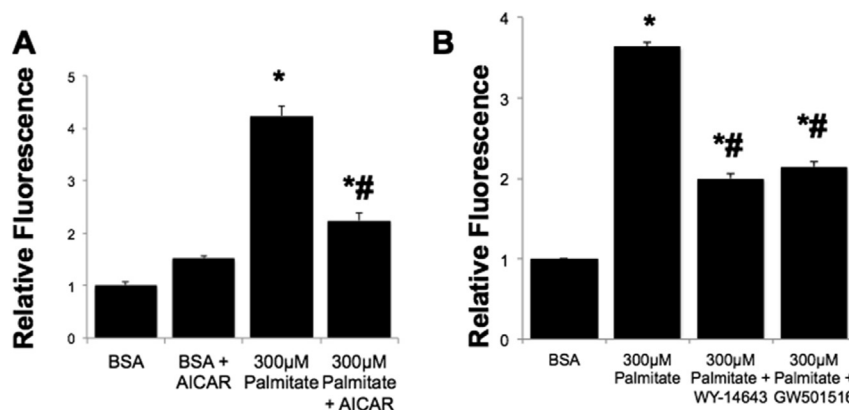 A
Relative Fluorescence
5
4
3
2
1
0
*
*#
BSA
BSA +
AICAR
300µM
Palmitate
300µM
Palmitate
+ AICAR
B
Relative Fluorescence
4
3
2
1
0
*
*#
*#
BSA
300µM
Palmitate
300µM
Palmitate +
WY-14643
300µM
Palmitate +
GW501516